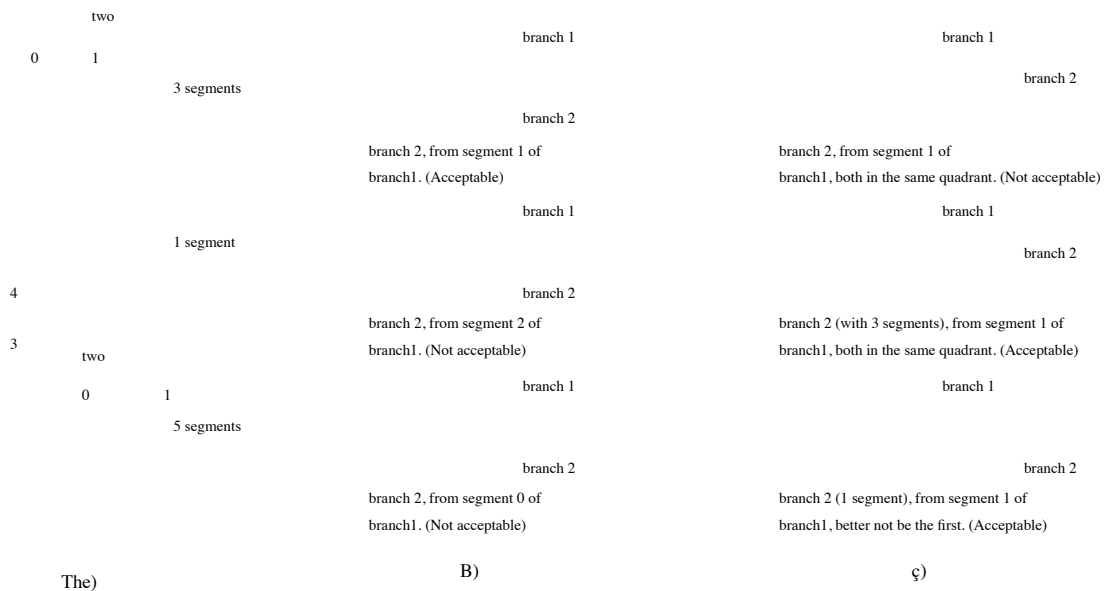 two
0 1
3 segments
1 segment
4
3
two
0 1
5 segments
The)
branch 1
branch 2
branch 2, from segment 1 of
branch1. (Acceptable)
branch 1
branch 2
branch 2, from segment 2 of
branch1. (Not acceptable)
branch 1
branch 2
branch 2, from segment 0 of
branch1. (Not acceptable)
B)
branch 1
branch 2
branch 2, from segment 1 of
branch1, both in the same quadrant. (Not acceptable)
branch 1
branch 2
branch 2 (with 3 segments), from segment 1 of
branch1, both in the same quadrant. (Acceptable)
branch 1
branch 2
branch 2 (1 segment), from segment 1 of
branch1, better not be the first. (Acceptable)
ç)